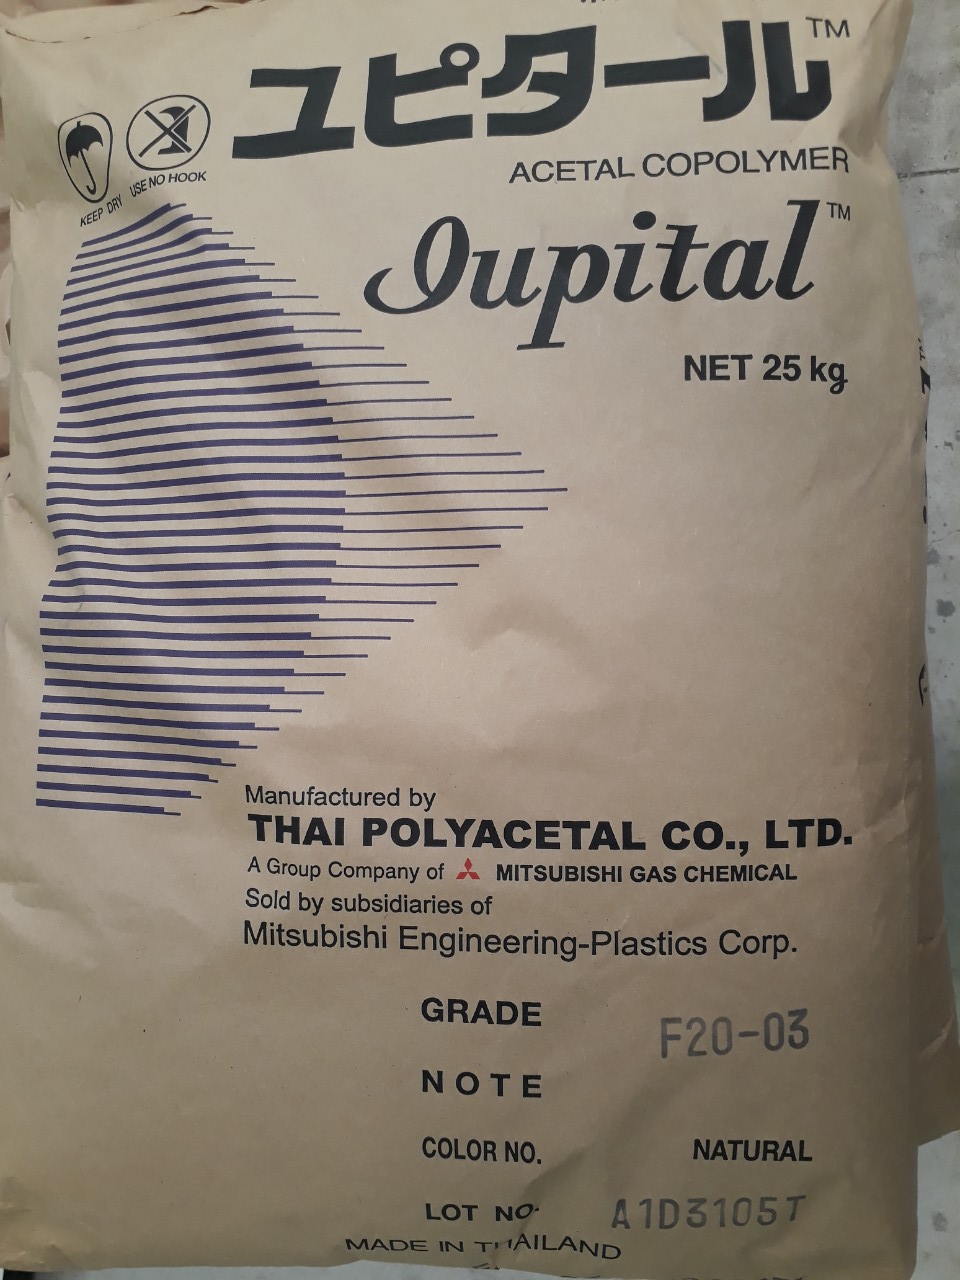 ユピタール™
KEEP DRY USE NO HOOK
ACETAL COPOLYMER
Iupital™
NET 25 kg
Manufactured by
THAI POLYACETAL CO., LTD.
A Group Company of MITSUBISHI GAS CHEMICAL
Sold by subsidiaries of
Mitsubishi Engineering-Plastics Corp.
GRADE F20-03
NOTE
COLOR NO. NATURAL
LOT NO. A1D3105T
MADE IN THAILAND